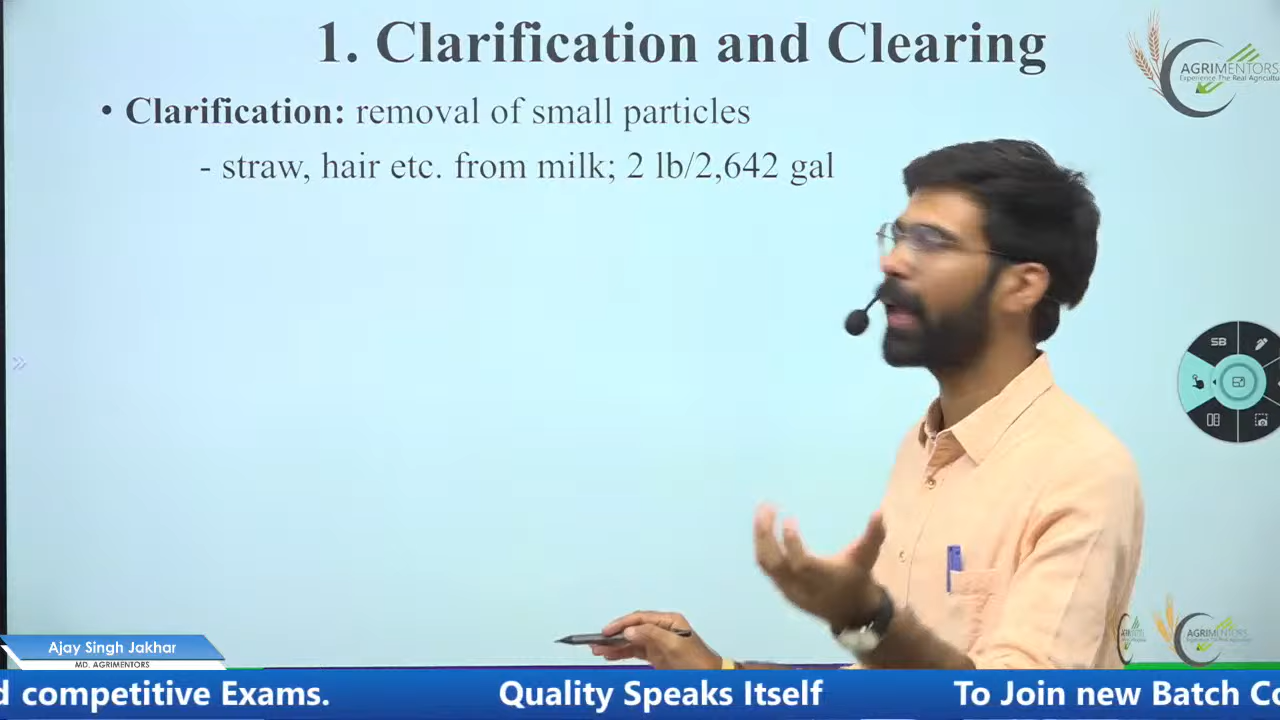 1. Clarification and Clearing
AGRIMENTORS
Experience The Real Agricultu
• Clarification: removal of small particles
- straw, hair etc. from milk; 2 lb/2,642 gal
SB
AGRIMENTORS
Ajay Singh Jakhar
MD. AGRIMENTORS
d competitive Exams.
Quality Speaks Itself
To Join new Batch Co